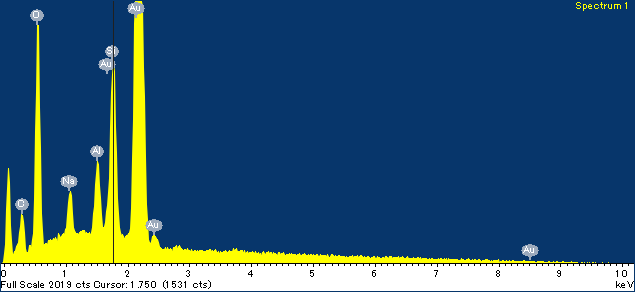 Spectrum 1
Au
O
Si
Au
Al
Na
C
Au
Au
0 1 2 3 4 5 6 7 8 9 10
Full Scale 2019 cts Cursor: 1.750 (1531 cts) keV